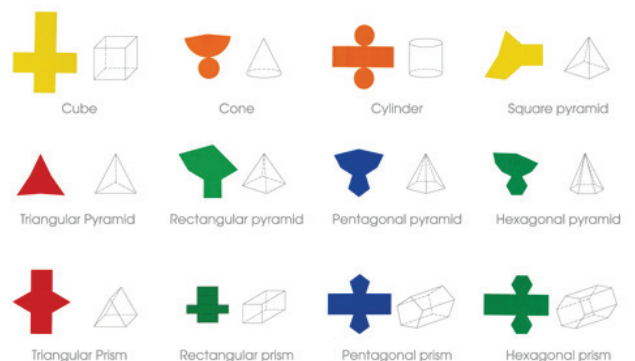 Cube
Cone
Cylinder
Square pyramid
Triangular Pyramid
Rectangular pyramid
Pentagonal pyramid
Hexagonal pyramid
Triangular Prism
Rectangular prism
Pentagonal prism
Hexagonal prism